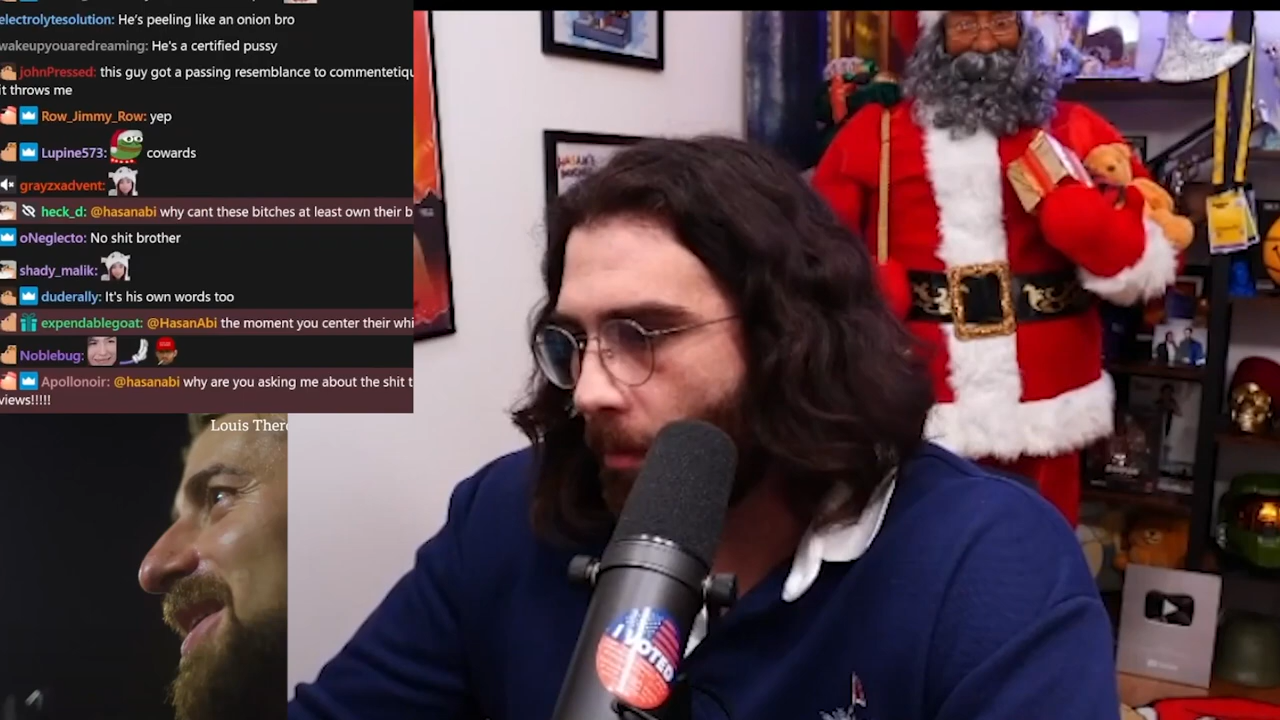 electrolytesolution: He's peeling like an onion bro
wakeupyouaredreaming: He's a certified pussy
johnPressed: this guy got a passing resemblance to commentetiqu
it throws me
Row_Jimmy_Row: yep
Lupine573: cowards
grayzxadvent:
heck_d: @hasanabi why cant these bitches at least own their b
oNeglecto: No shit brother
shady_malik:
duderally: It's his own words too
expendablegoat: @HasanAbi the moment you center their whi
Noblebug:
Apollonoir: @hasanabi why are you asking me about the shit t
views!!!!!
Louis Ther
HASAN'S
I VOTED